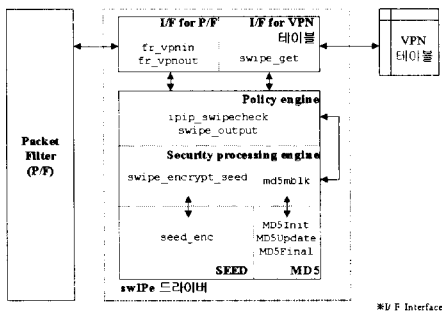 I/F for P/F
I/F for VPN
테이블
fr_vpnin
fr_vpnout
swipe_get
VPN
테이블
Policy engine
ipip_swipecheck
swipe_output
Packet
Filter
(P/F)
Security processing engine
swipe_encrypt_seed
md5mblk
seed_enc
MD5Init
MD5Update
MD5Final
SEED
MD5
swIPe 드라이버
※I/F Interface